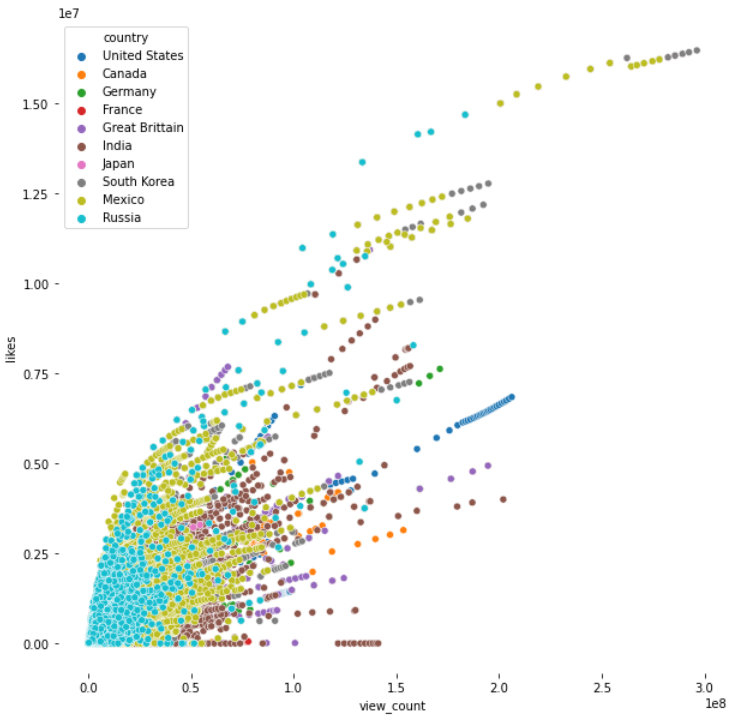 1e7
country
United States
Canada
Germany
France
Great Brittain
India
Japan
South Korea
Mexico
Russia
1.50
1.25
1.00
0.75
0.50
0.25
0.00
likes
0.0 0.5 1.0 1.5 2.0 2.5 3.0
1e8
view_count